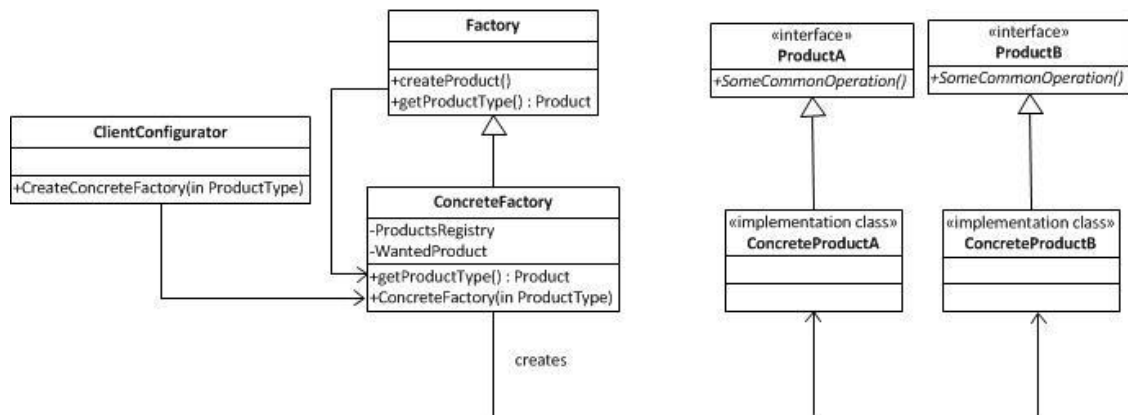 Factory
+createProduct()
+getProductType() : Product
ClientConfigurator
+CreateConcreteFactory(in ProductType)
ConcreteFactory
-ProductsRegistry
-WantedProduct
+getProductType() : Product
+ConcreteFactory(in ProductType)
creates
«interface»
ProductA
+SomeCommonOperation()
«interface»
ProductB
+SomeCommonOperation()
«implementation class»
ConcreteProductA
«implementation class»
ConcreteProductB